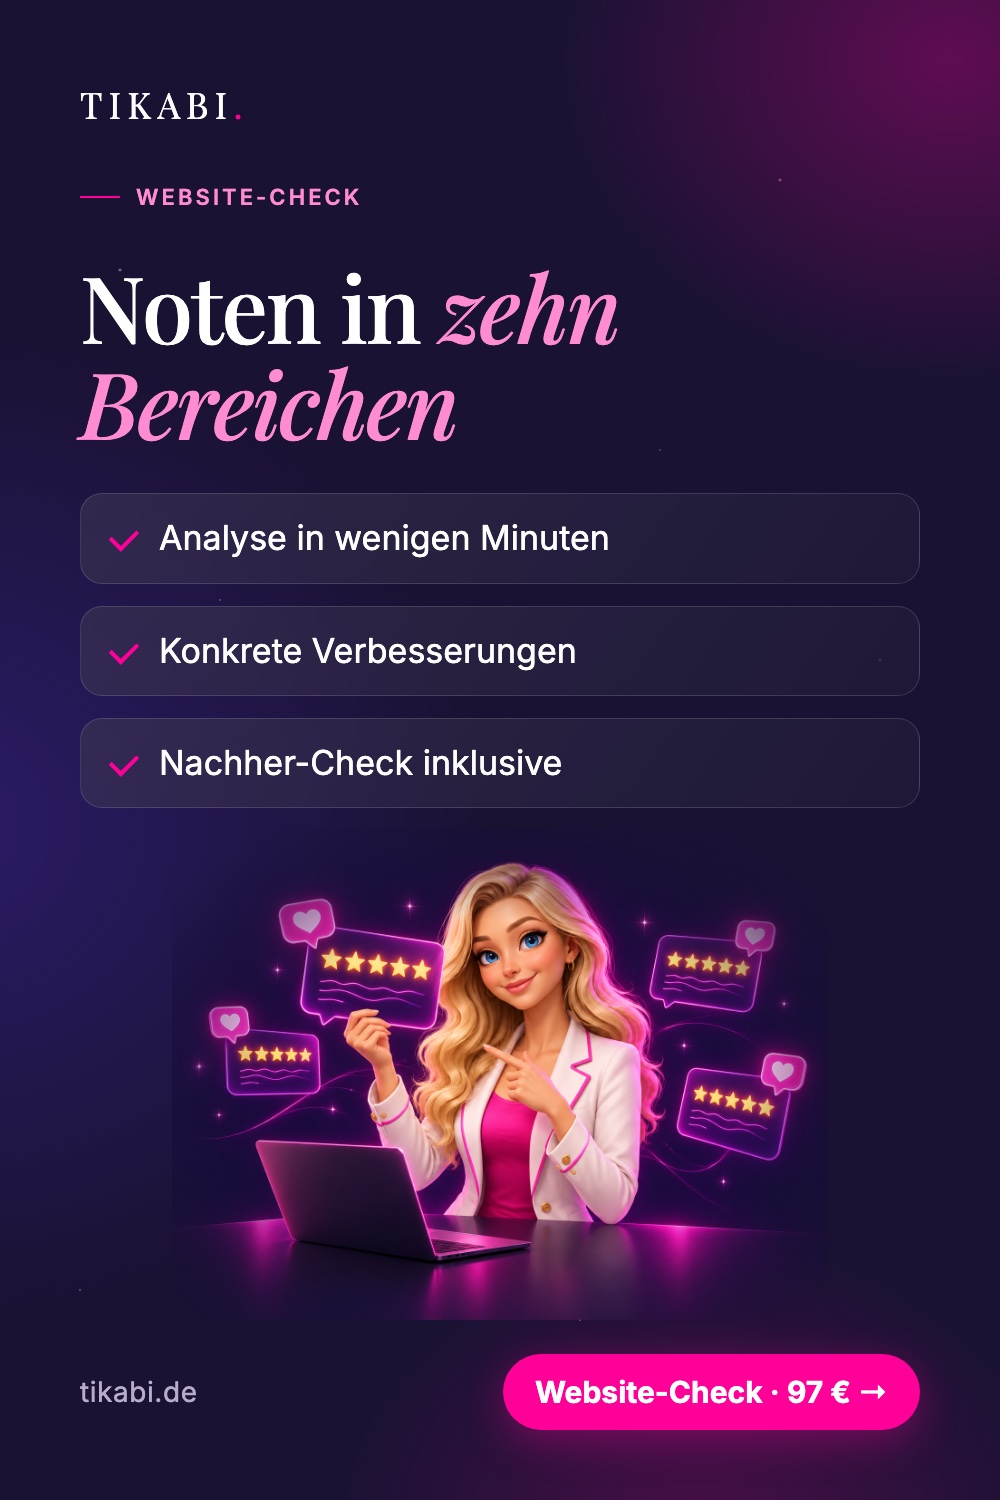 TIKABI.
WEBSITE-CHECK
Noten in zehn
Bereichen
Analyse in wenigen Minuten
Konkrete Verbesserungen
Nachher-Check inklusive
tikabi.de
Website-Check · 97 € →